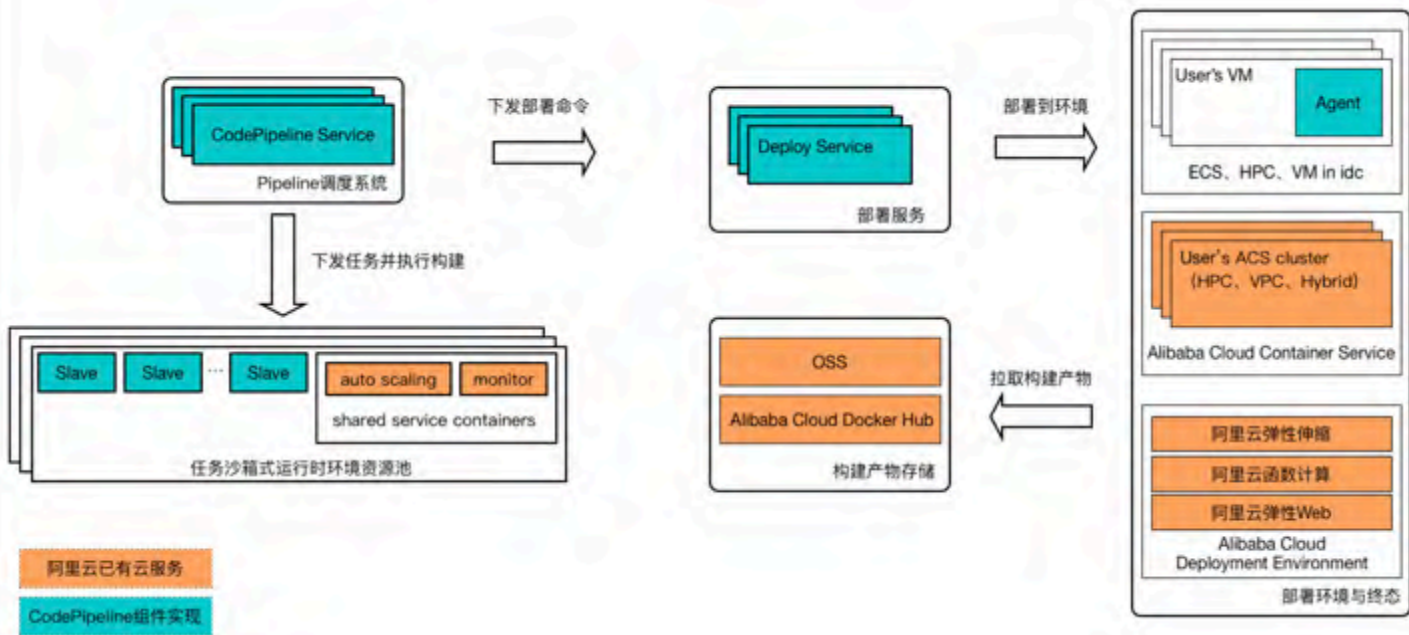 CodePipeline Service
Pipeline调度系统
下发部署命令
Deploy Service
部署服务
部署到环境
User's VM
Agent
ECS、HPC、VM in idc
下发任务并执行构建
User's ACS cluster
(HPC、VPC、Hybrid)
Alibaba Cloud Container Service
Slave
Slave
...
Slave
auto scaling
monitor
shared service containers
任务沙箱式运行时环境资源池
OSS
Alibaba Cloud Docker Hub
构建产物存储
拉取构建产物
阿里云弹性伸缩
阿里云函数计算
阿里云弹性Web
Alibaba Cloud
Deployment Environment
部署环境与终态
阿里云已有云服务
CodePipeline组件实现